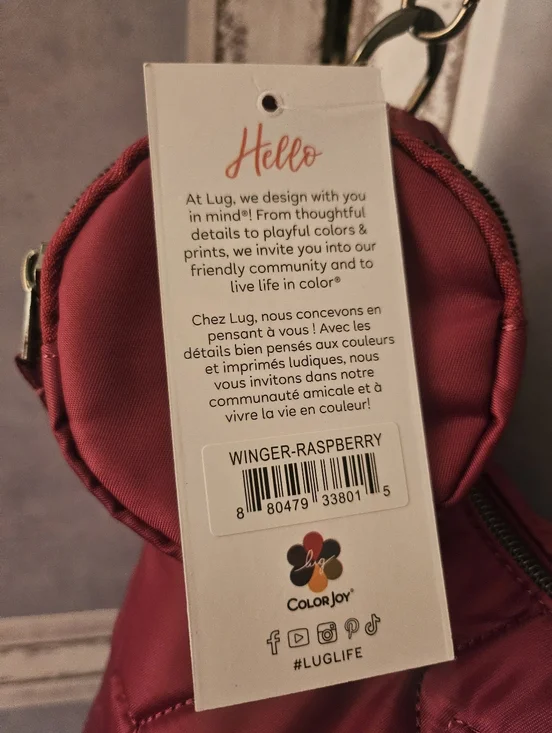 Hello
At Lug, we design with you
in mind®! From thoughtful
details to playful colors &
prints, we invite you into our
friendly community and to
live life in color®
Chez Lug, nous concevons en
pensant à vous ! Avec les
détails bien pensés aux couleurs
et imprimés ludiques, nous
vous invitons dans notre
communauté amicale et à
vivre la vie en couleur!
WINGER-RASPBERRY
8 80479 33801 5
lug
COLORJOY®
#LUGLIFE